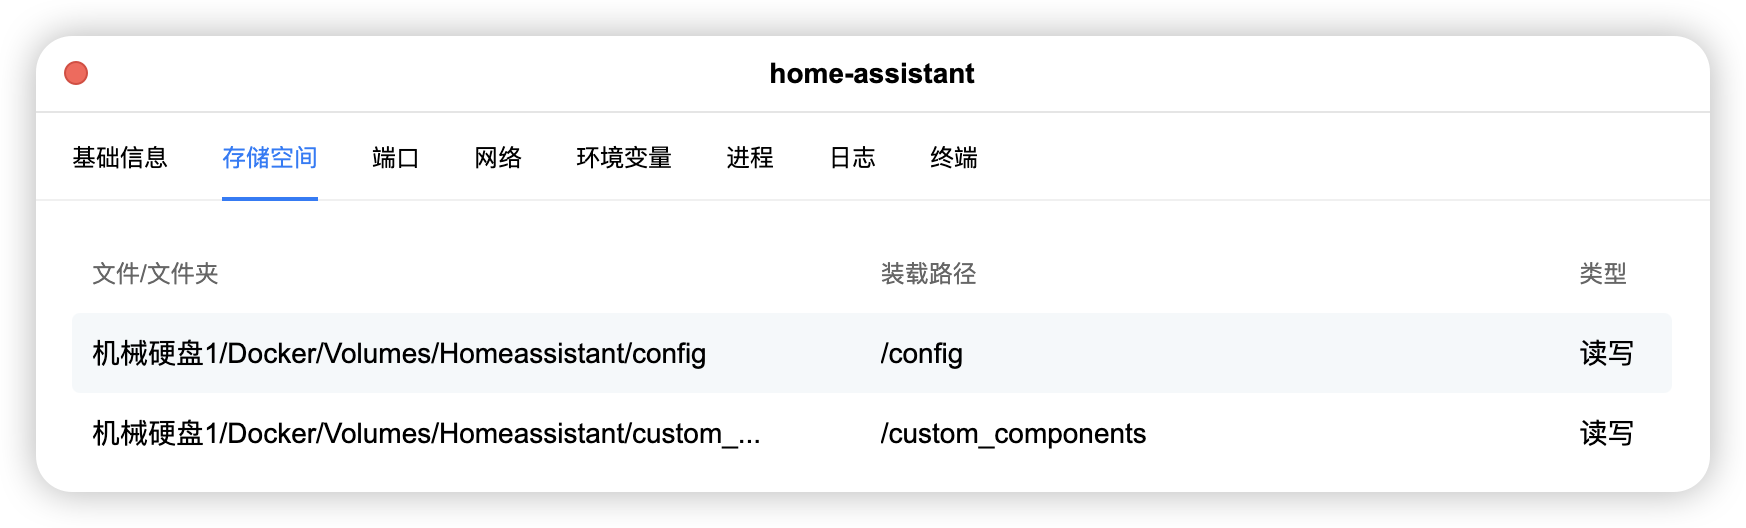 home-assistant
基础信息 存储空间 端口 网络 环境变量 进程 日志 终端
文件/文件夹 装载路径 类型
机械硬盘1/Docker/Volumes/Homeassistant/config /config 读写
机械硬盘1/Docker/Volumes/Homeassistant/custom_... /custom_components 读写